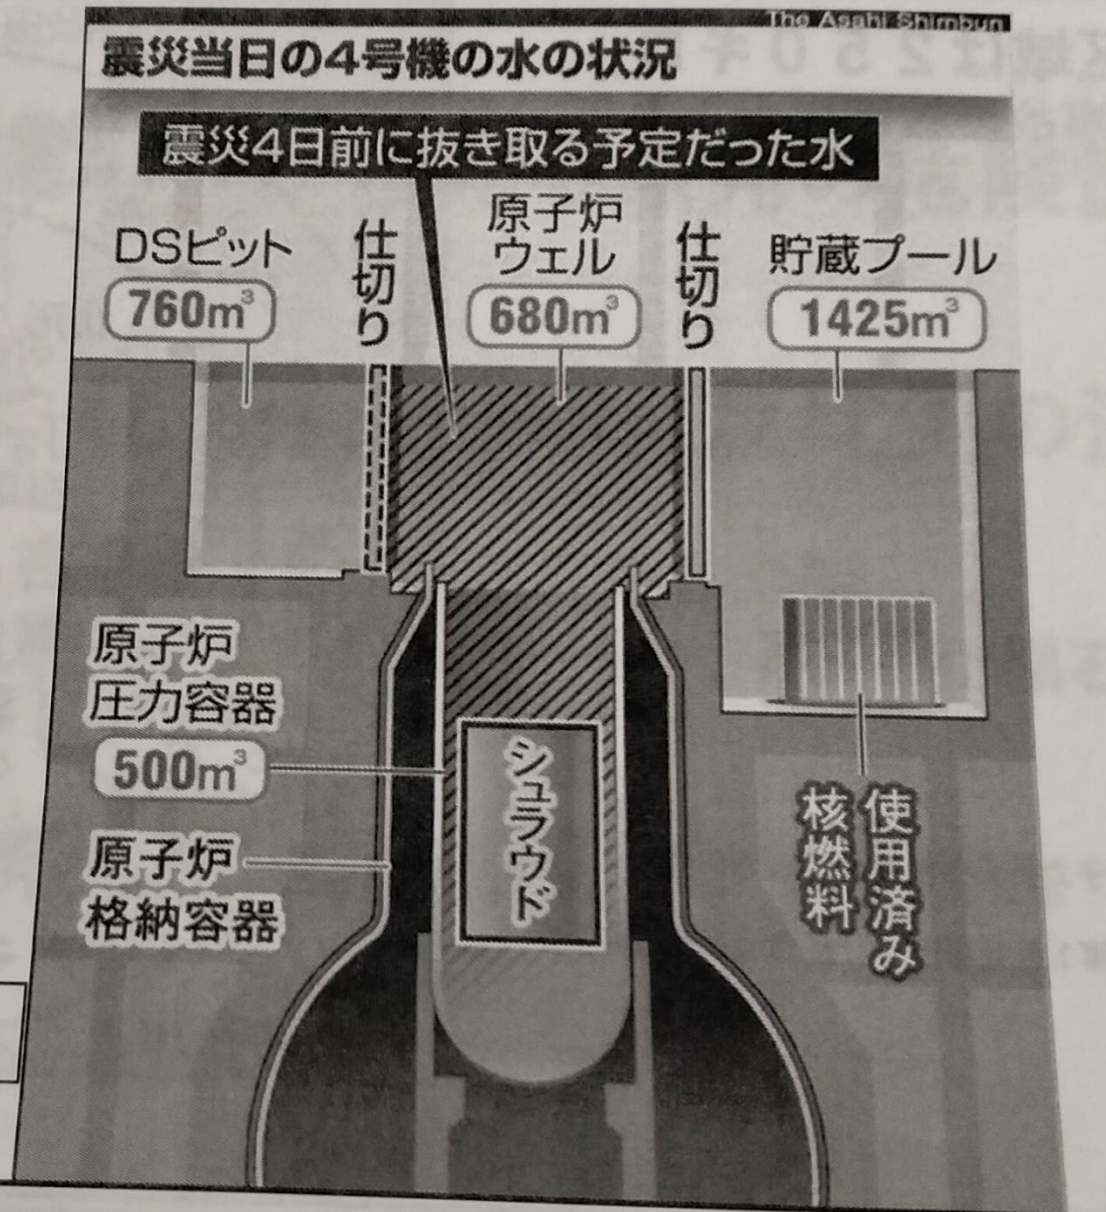 The Asahi Shimbun
震災当日の4号機の水の状況
震災4日前に抜き取る予定だった水
DSピット
760m³
仕切り
原子炉
ウェル
680m³
仕切り
貯蔵プール
1425m³
原子炉
圧力容器
500m³
原子炉
格納容器
シュラウド
使用済み
核燃料